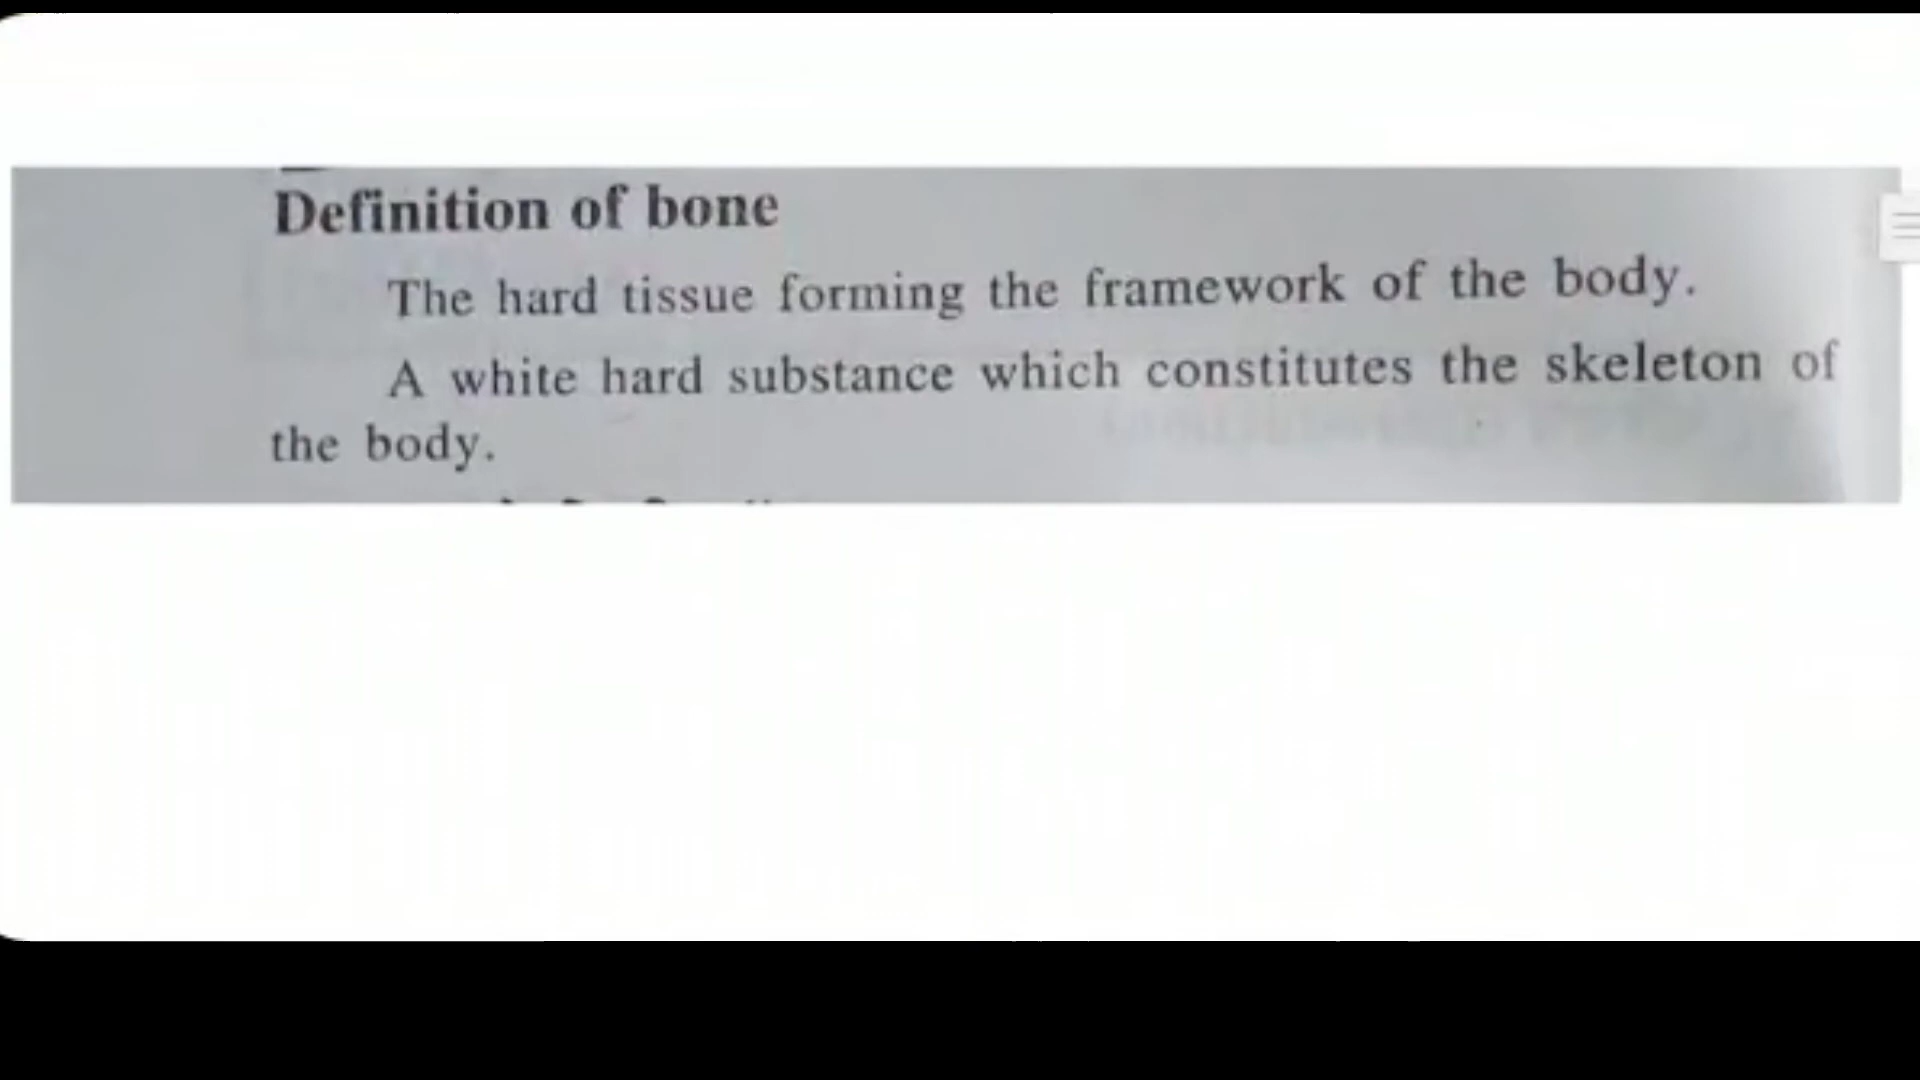 Definition of bone
The hard tissue forming the framework of the body.
A white hard substance which constitutes the skeleton of
the body.